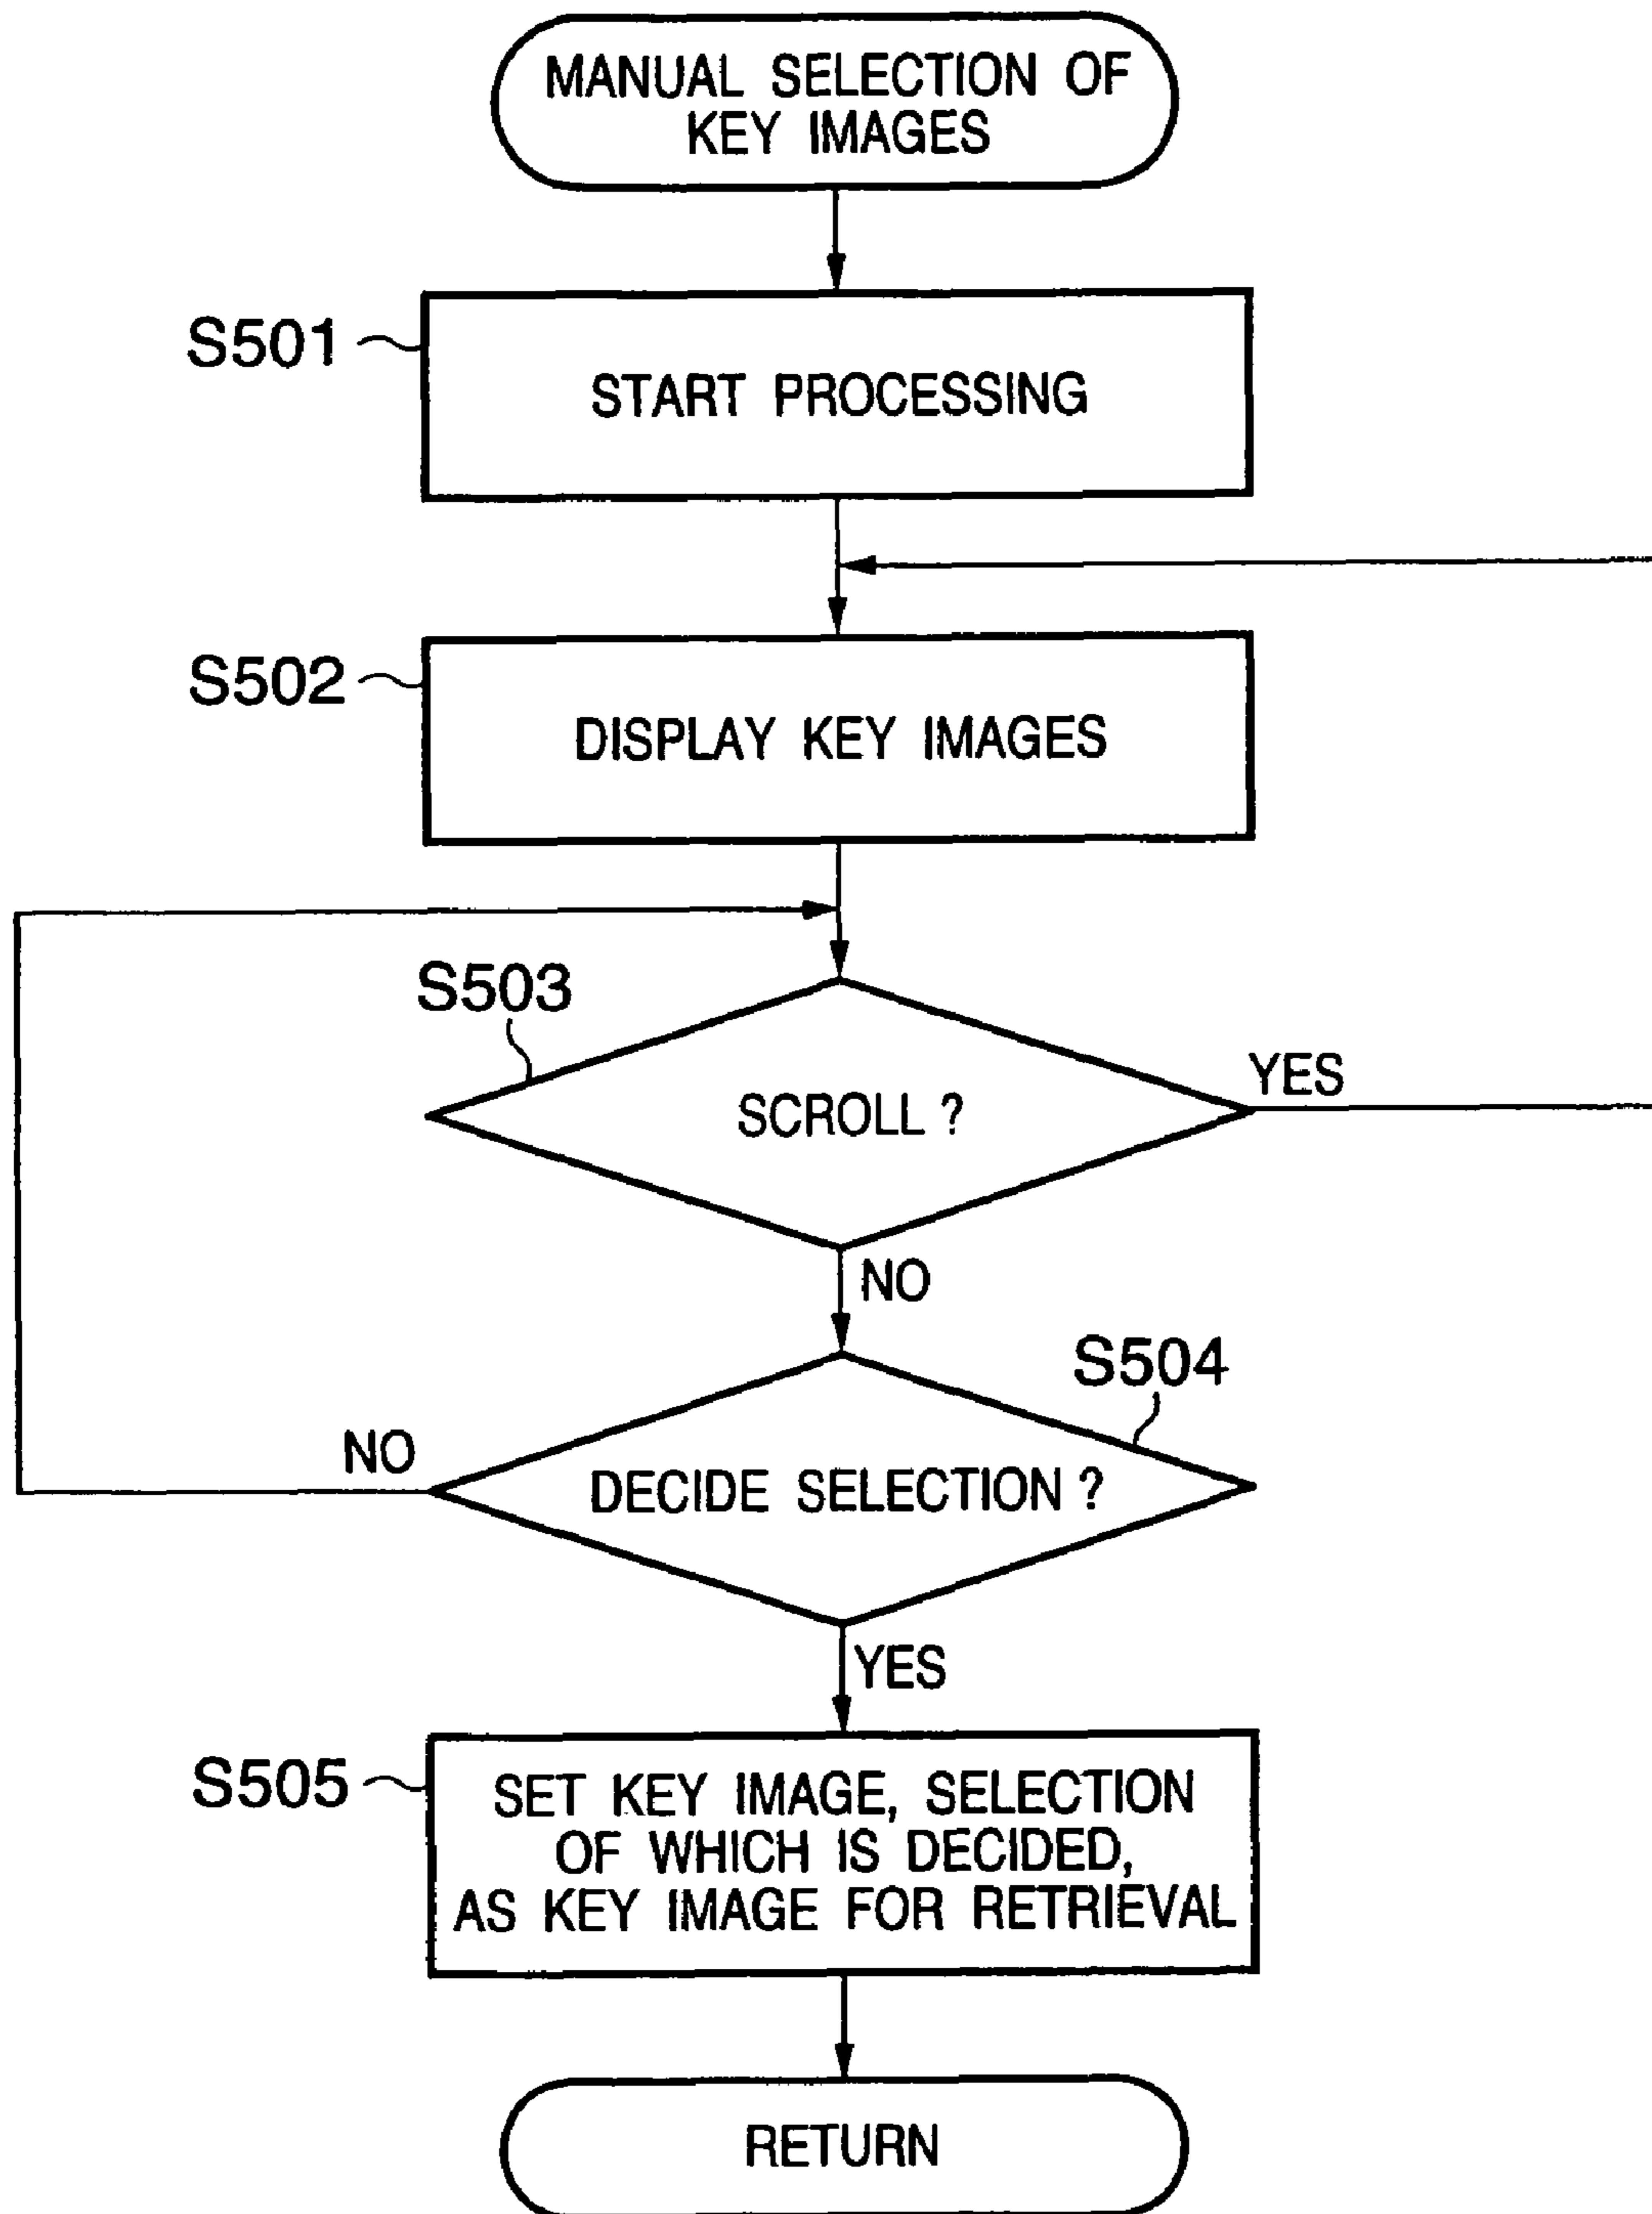 MANUAL SELECTION OF
KEY IMAGES
S501
START PROCESSING
S502
DISPLAY KEY IMAGES
S503
SCROLL ?
YES
NO
S504
DECIDE SELECTION ?
NO
YES
S505
SET KEY IMAGE, SELECTION
OF WHICH IS DECIDED,
AS KEY IMAGE FOR RETRIEVAL
RETURN